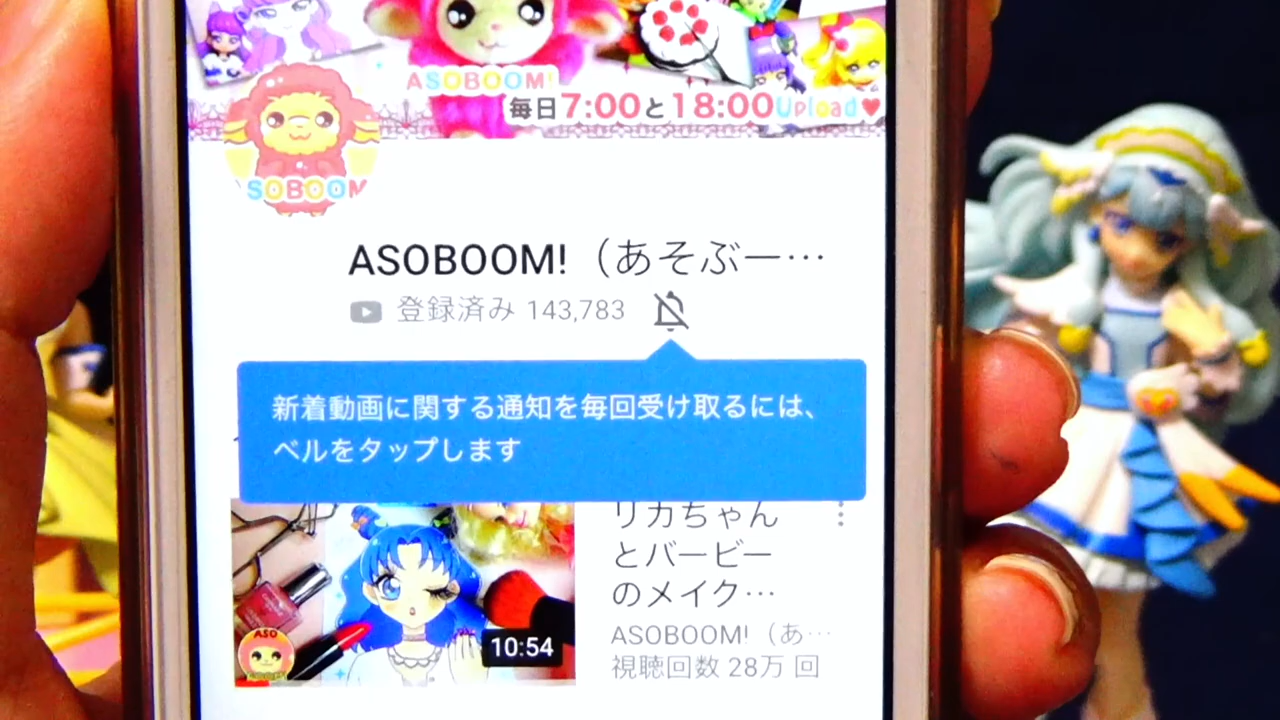 ASOBOOM!
毎日7:00と18:00Upload♥
SOBOOM
ASOBOOM!（あそぶー…
登録済み 143,783
新着動画に関する通知を毎回受け取るには、
ベルをタップします
リカちゃん
とバービー
のメイク…
ASOBOOM!（あ…
視聴回数 28万 回
ASO
10:54